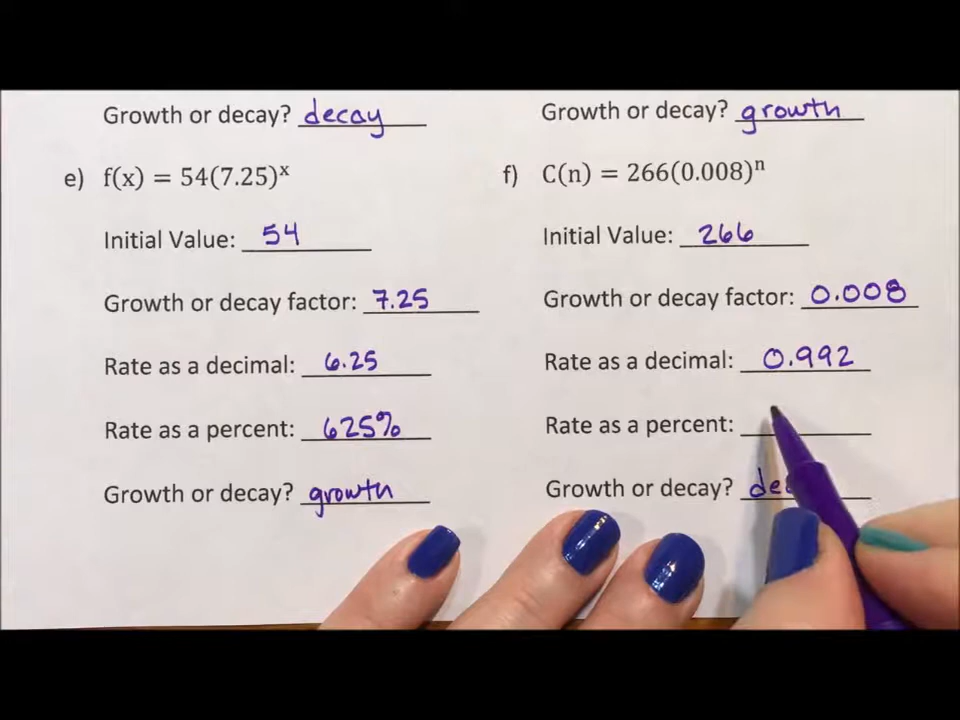 Growth or decay? decay
e) f(x) = 54(7.25)ˣ
Initial Value: 54
Growth or decay factor: 7.25
Rate as a decimal: 6.25
Rate as a percent: 625%
Growth or decay? growth
Growth or decay? growth
f) C(n) = 266(0.008)ⁿ
Initial Value: 266
Growth or decay factor: 0.008
Rate as a decimal: 0.992
Rate as a percent:
Growth or decay?